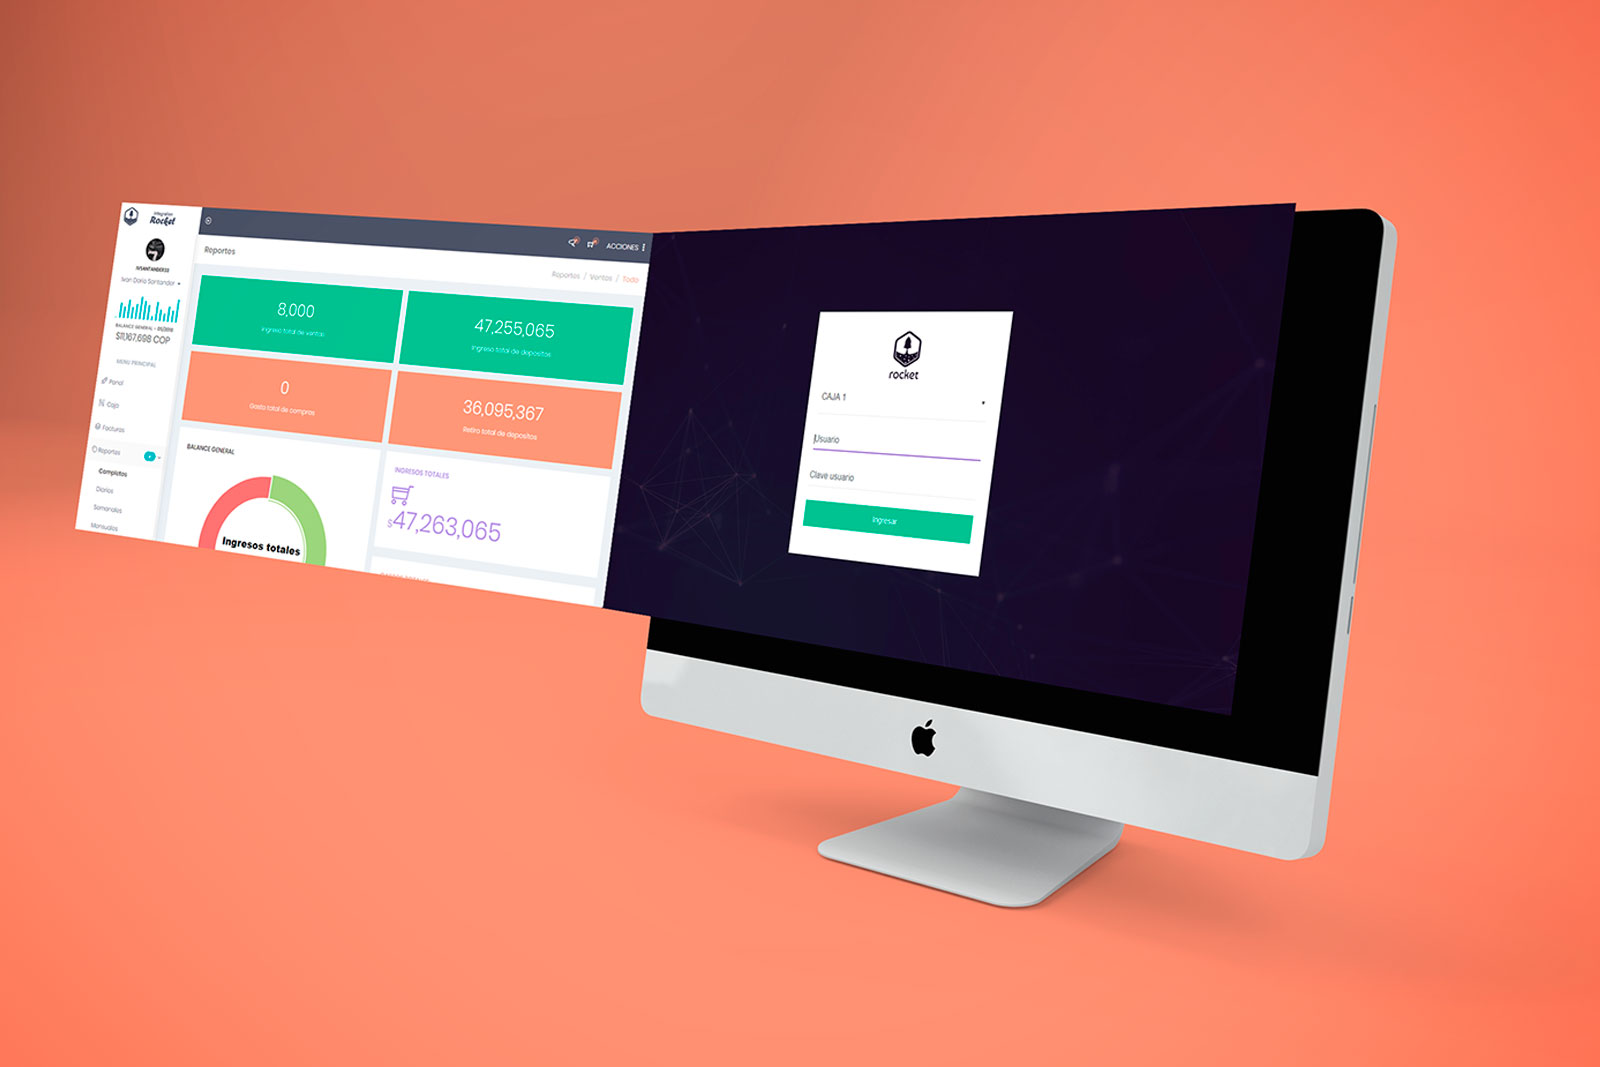 Rocket
Ivan Dario Santander
BALANCE GENERAL - 01/2018
$11,167,698 COP
MENU PRINCIPAL
Panel
Caja
Facturas
Reportes
Completos
Diarios
Semanales
Mensuales
ACCIONES
Reportes
Reportes / Ventas / Todo
8,000
Ingreso total de ventas
47,255,065
Ingreso total de depositos
0
Gasto total de compras
36,095,367
Retiro total de depositos
BALANCE GENERAL
Ingresos totales
INGRESOS TOTALES
$47,263,065
rocket
CAJA 1
Usuario
Clave usuario
Ingresar